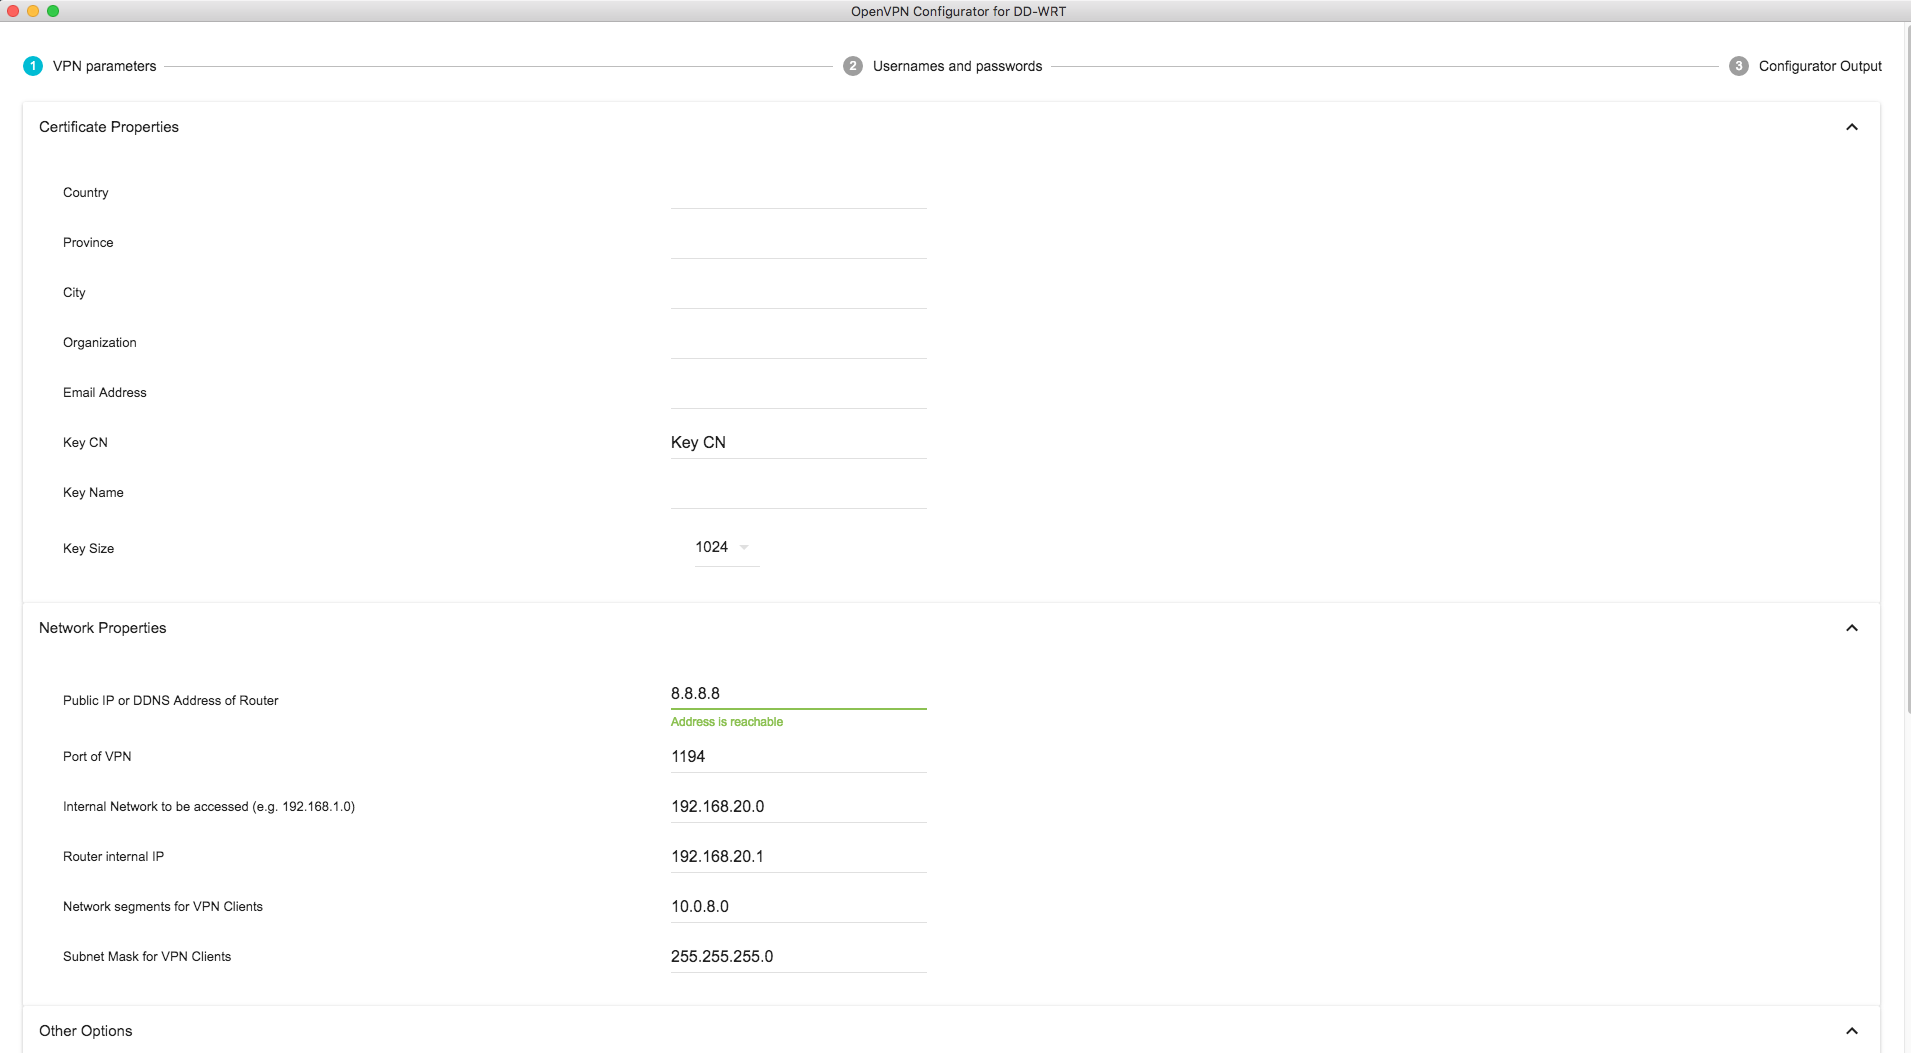 OpenVPN Configurator for DD-WRT
1 VPN parameters 2 Usernames and passwords 3 Configurator Output
Certificate Properties
Country
Province
City
Organization
Email Address
Key CN Key CN
Key Name
Key Size 1024
Network Properties
Public IP or DDNS Address of Router 8.8.8.8
Address is reachable
Port of VPN 1194
Internal Network to be accessed (e.g. 192.168.1.0) 192.168.20.0
Router internal IP 192.168.20.1
Network segments for VPN Clients 10.0.8.0
Subnet Mask for VPN Clients 255.255.255.0
Other Options